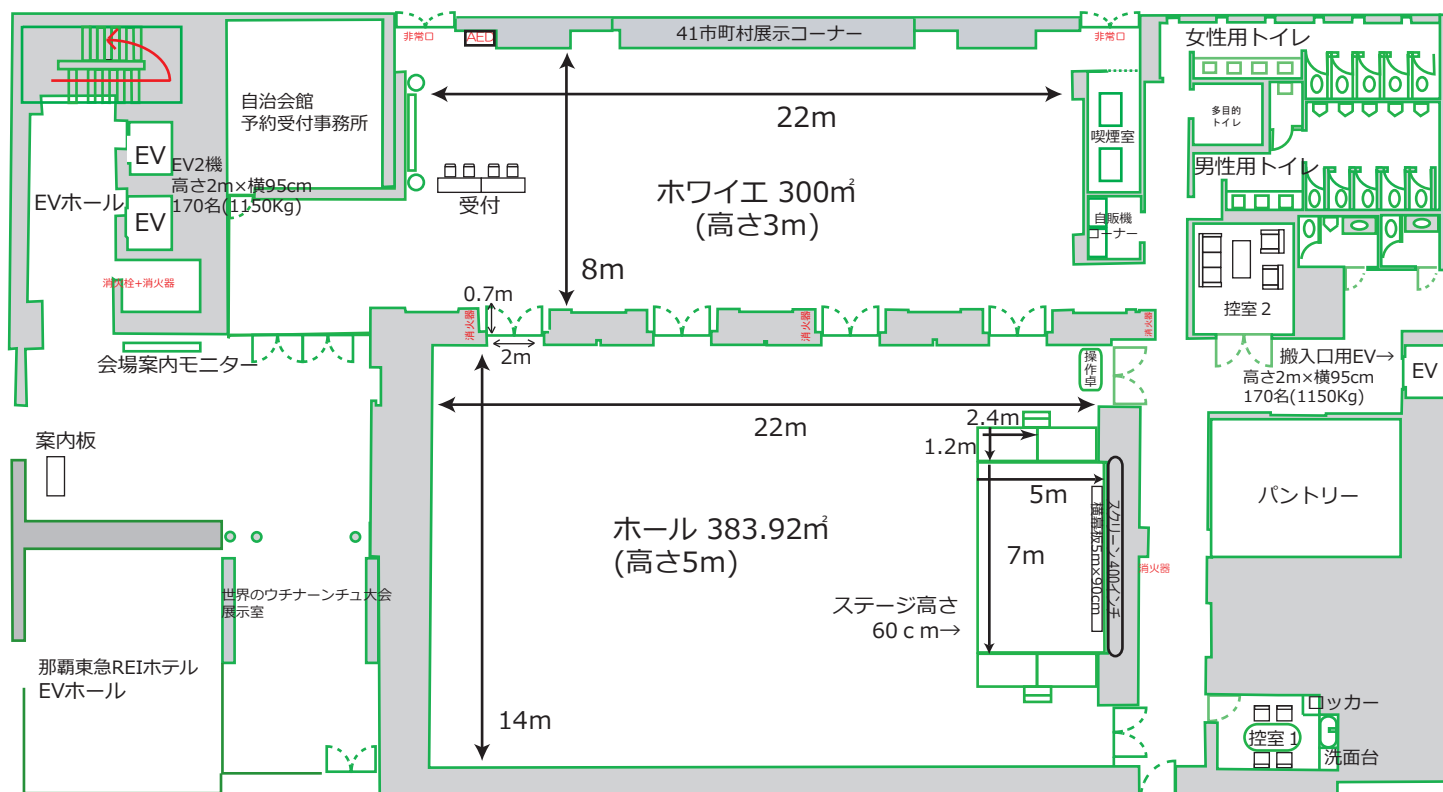 非常口
AED
41市町村展示コーナー
非常口
女性用トイレ
自治会館
予約受付事務所
22m
多目的
トイレ
喫煙室
EV
EV2機
高さ2m×横95cm
170名(1150Kg)
男性用トイレ
EVホール
EV
受付
ホワイエ 300㎡
(高さ3m)
自販機
コーナー
8m
消火栓+消火器
0.7m
消火器
消火器
消火器
控室２
2m
会場案内モニター
操作卓
搬入口用EV→
高さ2m×横95cm
170名(1150Kg)
EV
22m
2.4m
1.2m
案内板
5m
パントリー
ホール 383.92㎡
(高さ5m)
7m
スクリーン400インチ
横幕板5m×90cm
消火器
世界のウチナーンチュ大会
展示室
ステージ高さ
60ｃｍ→
那覇東急REIホテル
EVホール
14m
ロッカー
控室１
洗面台